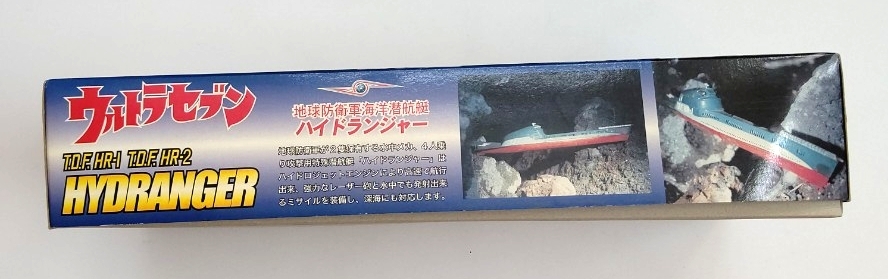 ウルトラセブン
T.D.F. HR-1 T.D.F. HR-2
HYDRANGER
地球防衛軍海洋潜航艇
ハイドランジャー
地球防衛軍が2隻保有する水中メカ。4人乗
り攻撃用特殊潜航艇「ハイドランジャー」は
ハイドロジェットエンジンにより高速で航行
出来、強力なレーザー砲と水中でも発射出来
るミサイルを装備し、深海にも対応します。